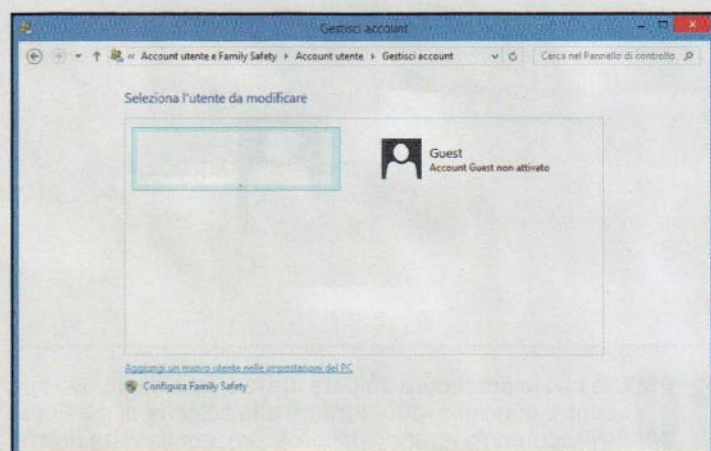 Gestisci account
Account utente e Family Safety ▸ Account utente ▸ Gestisci account
Cerca nel Pannello di controllo
Seleziona l'utente da modificare
Guest
Account Guest non attivato
Aggiungi un nuovo utente nelle impostazioni del PC
Configura Family Safety